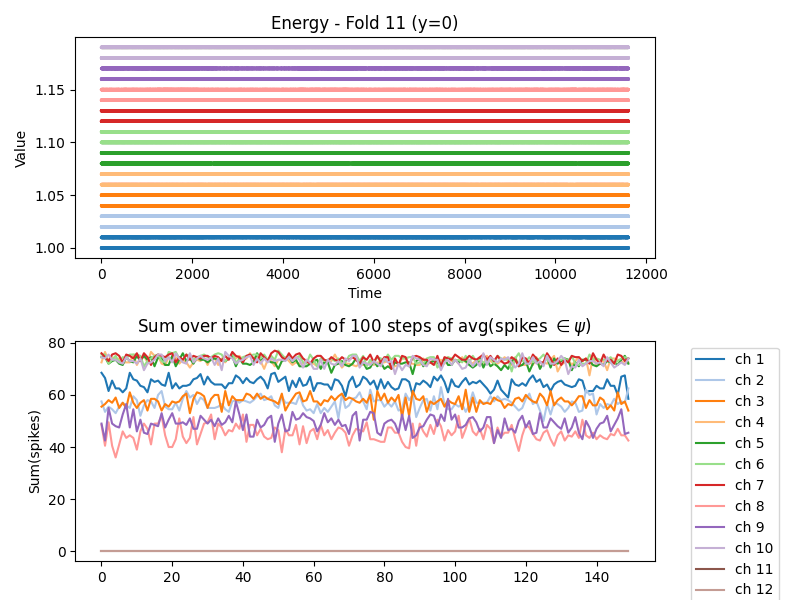 Energy - Fold 11 (y=0)
Value
1.15
1.10
1.05
1.00
0 2000 4000 6000 8000 10000 12000
Time
Sum over timewindow of 100 steps of avg(spikes ∈ ψ)
Sum(spikes)
80
60
40
20
0
0 20 40 60 80 100 120 140
ch 1
ch 2
ch 3
ch 4
ch 5
ch 6
ch 7
ch 8
ch 9
ch 10
ch 11
ch 12